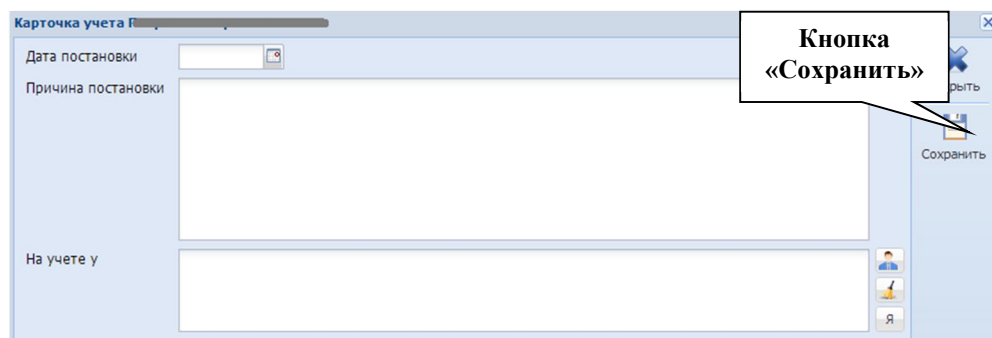 Карточка учета
Кнопка
«Сохранить»
Дата постановки
Причина постановки
Сохранить
На учете у
Я